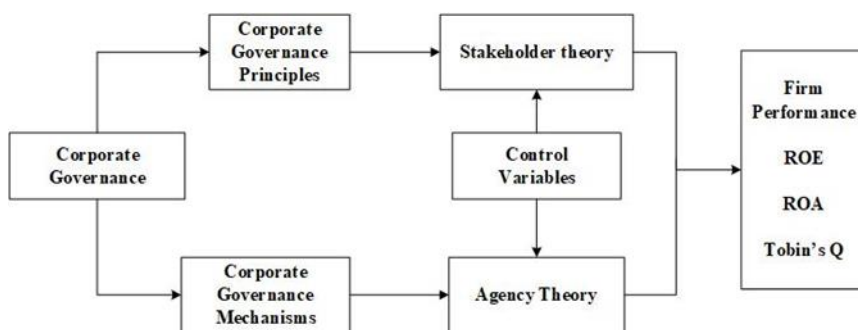 Corporate
Governance
Principles
Stakeholder theory
Firm
Performance
ROE
ROA
Tobin's Q
Corporate
Governance
Control
Variables
Corporate
Governance
Mechanisms
Agency Theory